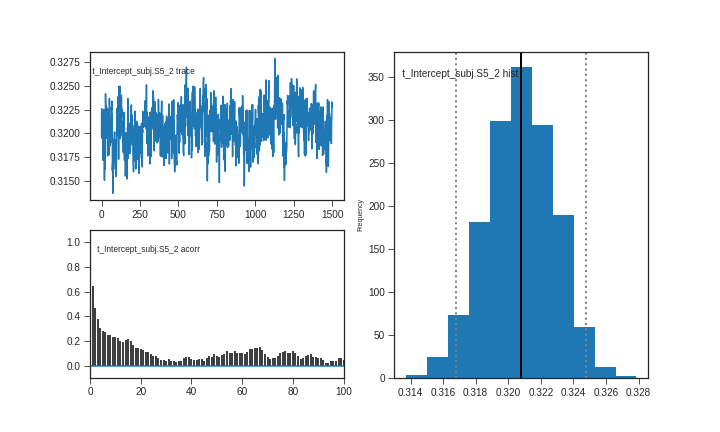 t_Intercept_subj.S5_2 trace
0.3275
0.3250
0.3225
0.3200
0.3175
0.3150
0 250 500 750 1000 1250 1500
t_Intercept_subj.S5_2 acorr
1.0
0.8
0.6
0.4
0.2
0.0
0 20 40 60 80 100
t_Intercept_subj.S5_2 hist
Frequency
350
300
250
200
150
100
50
0
0.314 0.316 0.318 0.320 0.322 0.324 0.326 0.328